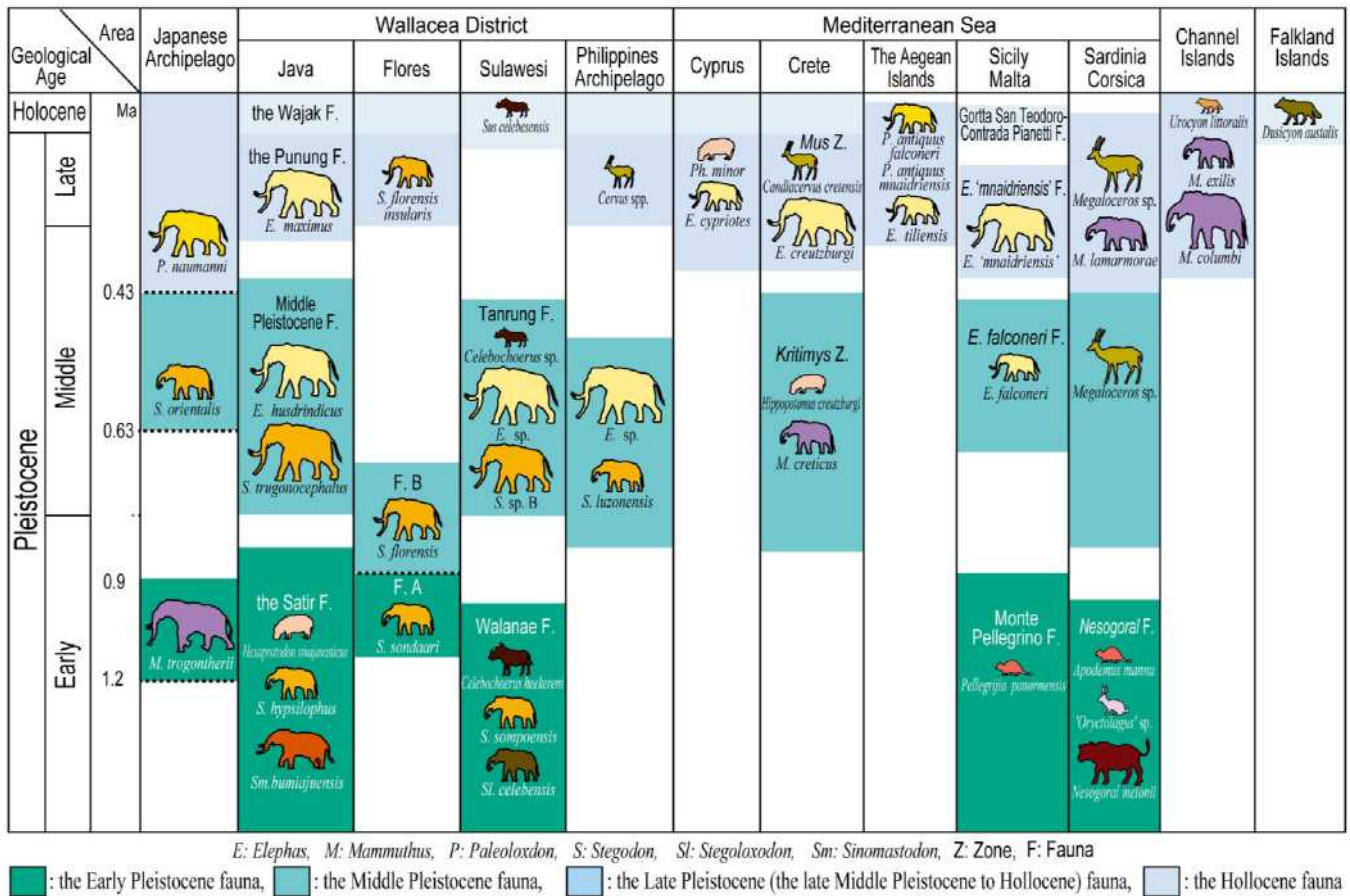 Geological Age
Area
Japanese Archipelago
Wallacea District
Java
Flores
Sulawesi
Philippines Archipelago
Mediterranean Sea
Cyprus
Crete
The Aegean Islands
Sicily Malta
Sardinia Corsica
Channel Islands
Falkland Islands
Holocene
Ma
Pleistocene
Late
Middle
Early
0.43
0.63
0.9
1.2
P. naumanni
S. orientalis
M. trogontherii
the Wajak F.
the Punung F.
E. maximus
Middle
Pleistocene F.
E. husdrindicus
S. trugonocephalus
the Satir F.
Hexaprotodon simajavanicus
S. hypsilophus
Sm.bumiajuensis
S. florensis
insularis
F. B
S. florensis
F. A
S. sondaari
Sus celebesensis
Tanrung F.
Celebochoerus sp.
E. sp.
S. sp. B
Walanae F.
Celebochoerus heekereni
S. sompoensis
Sl. celebensis
Cervus spp.
E. sp.
S. luzonensis
Ph. minor
E. cypriotes
Mus Z.
Candiacervus cretensis
E. creutzburgi
Kritimys Z.
Hippopotamus creutzburgi
M. creticus
P. antiquus
falconeri
P. antiquus
mnaidriensis
E. tiliensis
Gortta San Teodoro-
Contrada Pianetti F.
E. 'mnaidriensis' F.
E. 'mnaidriensis'
E. falconeri F.
E. falconeri
Monte
Pellegrino F.
Pellegrijia panormensis
Megaloceros sp.
M. lamarmorae
Megaloceros sp.
Nesogoral F.
Apodemus mannu
'Oryctolagus' sp.
Nesogoral melonii
Urocyon littoralis
M. exilis
M. columbi
Dusicyon austalis
E: Elephas, M: Mammuthus, P: Paleoloxdon, S: Stegodon, Sl: Stegoloxodon, Sm: Sinomastodon, Z: Zone, F: Fauna
: the Early Pleistocene fauna, : the Middle Pleistocene fauna, : the Late Pleistocene (the late Middle Pleistocene to Hollocene) fauna, : the Hollocene fauna